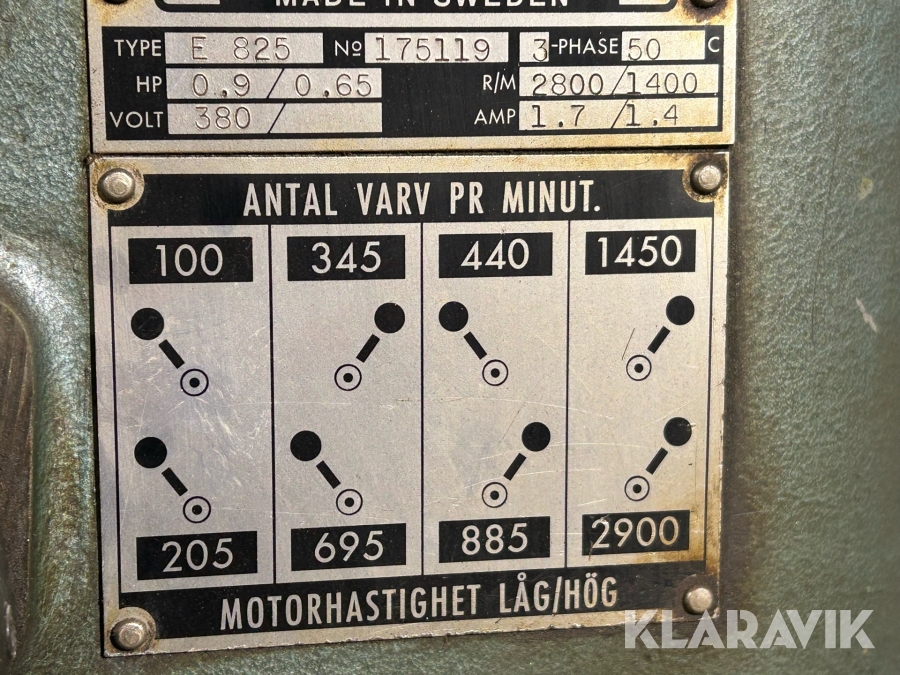 MADE IN SWEDEN
TYPE E 825 № 175119 3-PHASE 50 C
HP 0.9/0.65 R/M 2800/1400
VOLT 380/ AMP 1.7/1.4
ANTAL VARV PR MINUT.
100 345 440 1450
205 695 885 2900
MOTORHASTIGHET LÅG/HÖG
KLARAVIK